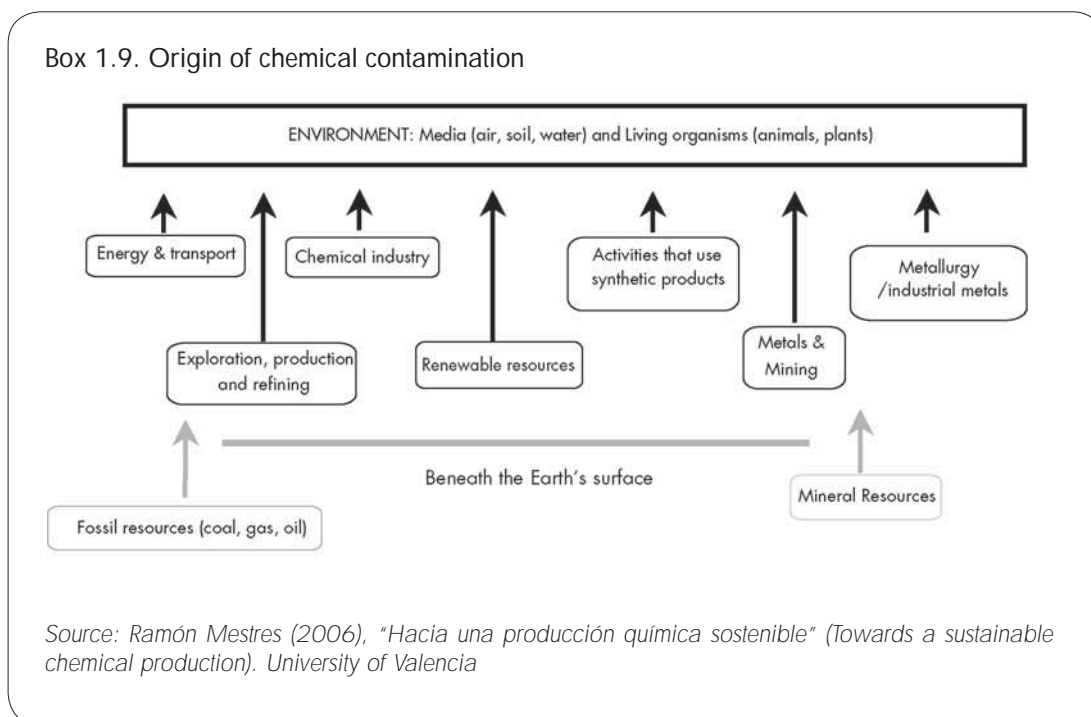 Box 1.9. Origin of chemical contamination
ENVIRONMENT: Media (air, soil, water) and Living organisms (animals, plants)
Energy & transport
Chemical industry
Activities that use
synthetic products
Metallurgy
/industrial metals
Exploration, production
and refining
Renewable resources
Metals &
Mining
Beneath the Earth's surface
Mineral Resources
Fossil resources (coal, gas, oil)
Source: Ramón Mestres (2006), "Hacia una producción química sostenible" (Towards a sustainable
chemical production). University of Valencia